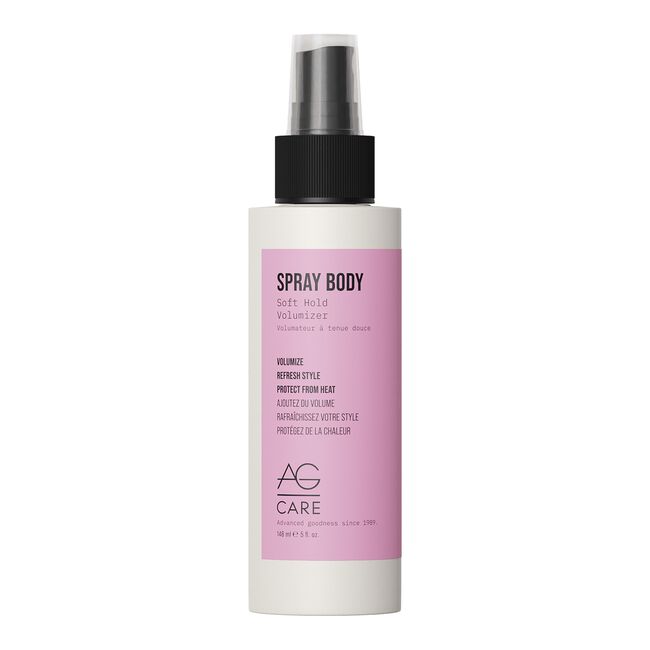 SPRAY BODY
Soft Hold
Volumizer
Volumateur à tenue douce
VOLUMIZE
REFRESH STYLE
PROTECT FROM HEAT
AJOUTEZ DU VOLUME
RAFRAÎCHISSEZ VOTRE STYLE
PROTÉGEZ DE LA CHALEUR
AG
CARE
Advanced goodness since 1989.
148 ml ℮ 5 fl. oz.